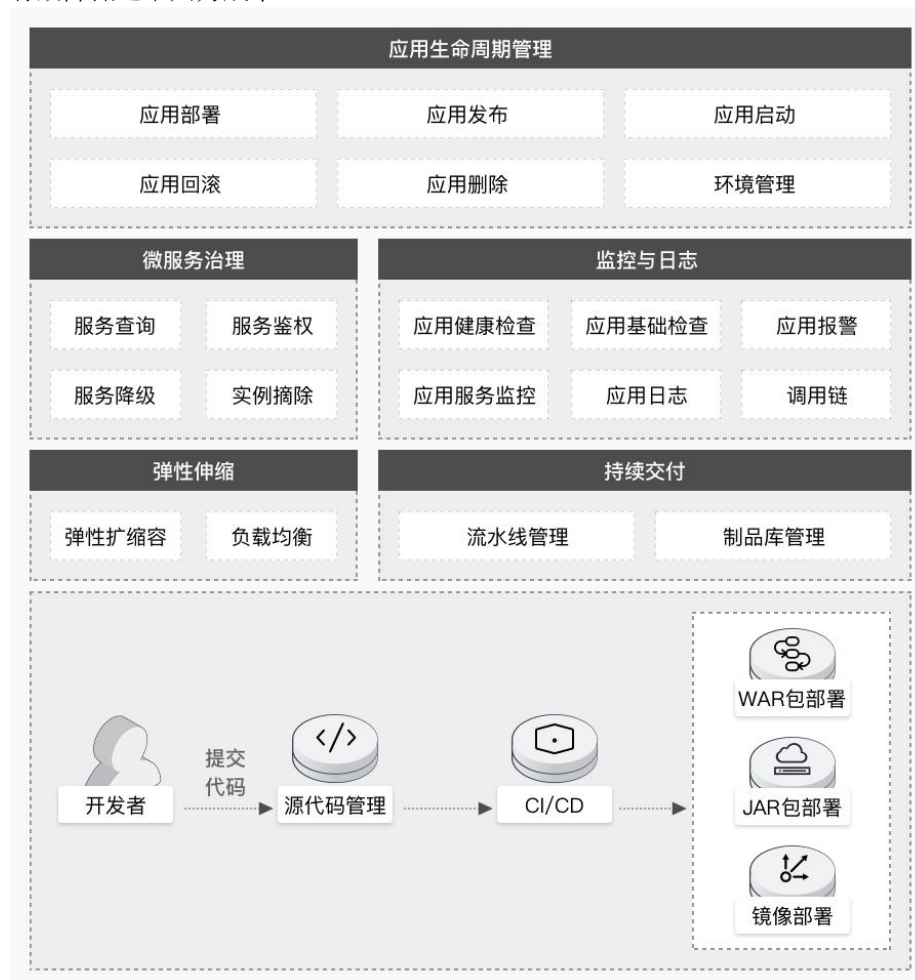 应用生命周期管理
应用部署 应用发布 应用启动
应用回滚 应用删除 环境管理
微服务治理
服务查询 服务鉴权
服务降级 实例摘除
监控与日志
应用健康检查 应用基础检查 应用报警
应用服务监控 应用日志 调用链
弹性伸缩
弹性扩缩容 负载均衡
持续交付
流水线管理 制品库管理
开发者
提交
代码
源代码管理
CI/CD
WAR包部署
JAR包部署
镜像部署